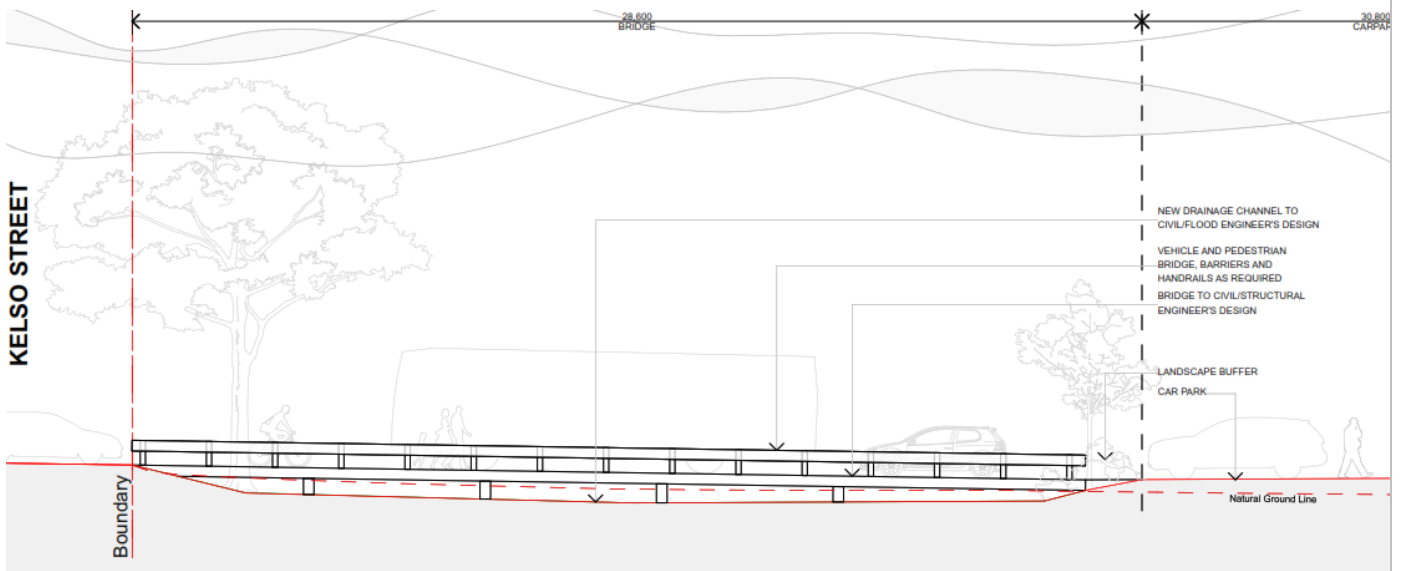 28,600
BRIDGE
30,800
CARPAR
KELSO STREET
NEW DRAINAGE CHANNEL TO
CIVIL/FLOOD ENGINEER'S DESIGN
VEHICLE AND PEDESTRIAN
BRIDGE, BARRIERS AND
HANDRAILS AS REQUIRED
BRIDGE TO CIVIL/STRUCTURAL
ENGINEER'S DESIGN
LANDSCAPE BUFFER
CAR PARK
Natural Ground Line
Boundary